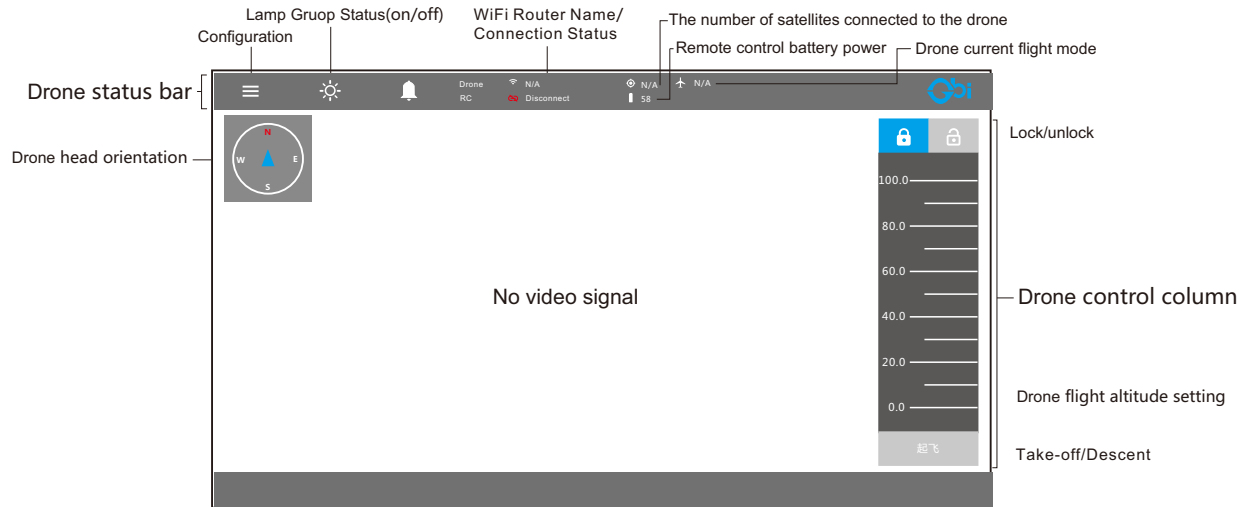 Lamp Gruop Status(on/off)
WiFi Router Name/
Connection Status
The number of satellites connected to the drone
Configuration
Remote control battery power
Drone current flight mode
Drone status bar
Drone N/A N/A N/A
RC Disconnect 58
Gbi
Drone head orientation
N
W E
S
Lock/unlock
100.0
80.0
60.0
No video signal
Drone control column
40.0
20.0
Drone flight altitude setting
0.0
起飞
Take-off/Descent